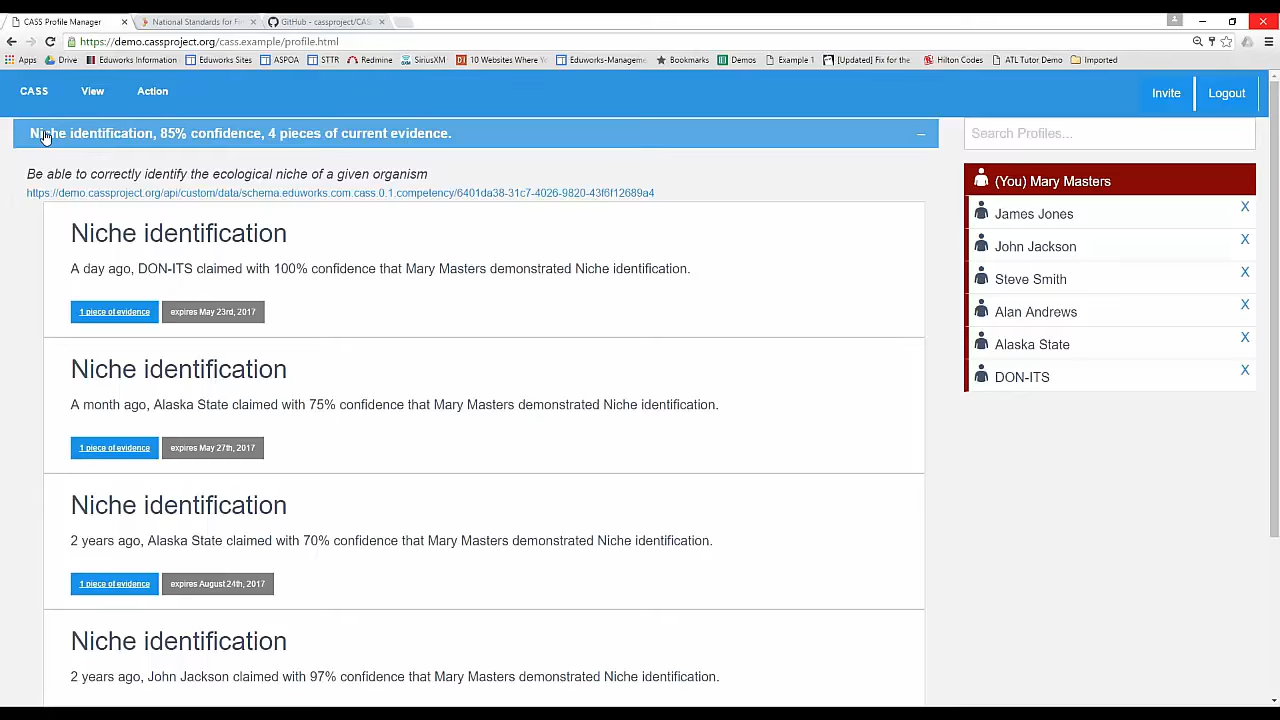 CASS Profile Manager
National Standards for Fi
GitHub - cassproject/CAS
https://demo.cassproject.org/cass.example/profile.html
Apps
Drive
Eduworks Information
Eduworks Sites
ASPOA
STTR
Redmine
SiriusXM
10 Websites Where Y
Eduworks-Manageme
Bookmarks
Demos
Example 1
[Updated] Fix for the
Hilton Codes
ATL Tutor Demo
Imported
CASS
View
Action
Invite
Logout
Niche identification, 85% confidence, 4 pieces of current evidence.
Be able to correctly identify the ecological niche of a given organism
https://demo.cassproject.org/api/custom/data/schema.eduworks.com.cass.0.1.competency/6401da38-31c7-4026-9820-43f6f12689a4
Niche identification
A day ago, DON-ITS claimed with 100% confidence that Mary Masters demonstrated Niche identification.
1 piece of evidence
expires May 23rd, 2017
Niche identification
A month ago, Alaska State claimed with 75% confidence that Mary Masters demonstrated Niche identification.
1 piece of evidence
expires May 27th, 2017
Niche identification
2 years ago, Alaska State claimed with 70% confidence that Mary Masters demonstrated Niche identification.
1 piece of evidence
expires August 24th, 2017
Niche identification
2 years ago, John Jackson claimed with 97% confidence that Mary Masters demonstrated Niche identification.
Search Profiles...
(You) Mary Masters
James Jones X
John Jackson X
Steve Smith X
Alan Andrews X
Alaska State X
DON-ITS X